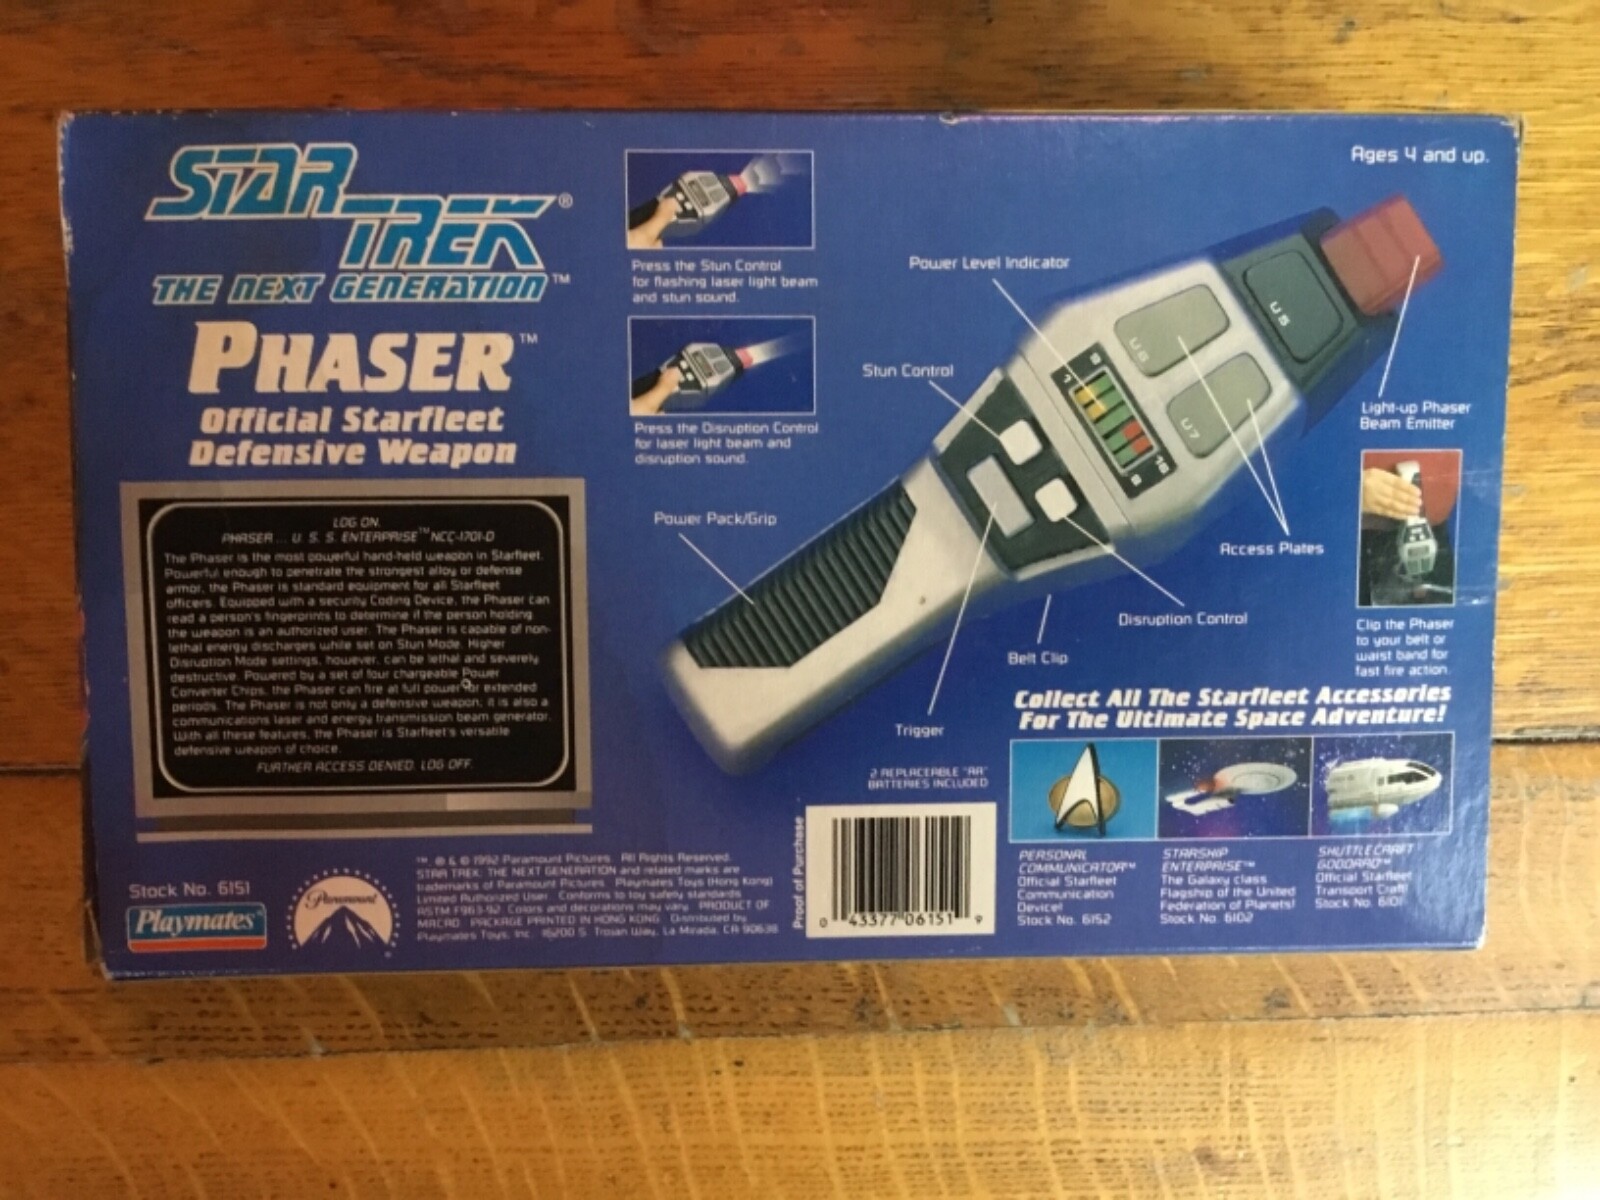 STAR TREK®
THE NEXT GENERATION™
PHASER™
Official Starfleet
Defensive Weapon
LOG ON.
PHASER ... U. S. S. ENTERPRISE™ NCC-1701-D
The Phaser is the most powerful hand-held weapon in Starfleet.
Powerful enough to penetrate the strongest alloy or defense
armor, the Phaser is standard equipment for all Starfleet
officers. Equipped with a security Coding Device, the Phaser can
read a person's fingerprints to determine if the person holding
the weapon is an authorized user. The Phaser is capable of non-
lethal energy discharges while set on Stun Mode. Higher
Disruption Mode settings, however, can be lethal and severely
destructive. Powered by a set of four chargeable Power
Converter Chips, the Phaser can fire at full power for extended
periods. The Phaser is not only a defensive weapon; it is also a
communications laser and energy transmission beam generator.
With all these features, the Phaser is Starfleet's versatile
defensive weapon of choice.
FURTHER ACCESS DENIED. LOG OFF.
Stock No. 6151
Playmates®
Paramount
™, ® & © 1992 Paramount Pictures. All Rights Reserved.
STAR TREK: THE NEXT GENERATION and related marks are
trademarks of Paramount Pictures. Playmates Toys (Hong Kong)
Limited Authorized User. Conforms to toy safety standards
ASTM F963-92. Colors and decorations may vary. PRODUCT OF
MACAO. PACKAGE PRINTED IN HONG KONG. Distributed by
Playmates Toys, Inc. 16200 S. Trojan Way, La Mirada, CA 90638
Press the Stun Control
for flashing laser light beam
and stun sound.
Press the Disruption Control
for laser light beam and
disruption sound.
Ages 4 and up.
Power Level Indicator
Stun Control
Power Pack/Grip
U5
U6
U7
1
8
9
16
Light-up Phaser
Beam Emitter
Access Plates
Disruption Control
Belt Clip
Trigger
Clip the Phaser
to your belt or
waist band for
fast fire action.
2 REPLACEABLE "AA"
BATTERIES INCLUDED
Proof of Purchase
0 43377 06151 9
Collect All The Starfleet Accessories
For The Ultimate Space Adventure!
PERSONAL
COMMUNICATOR™
Official Starfleet
Communication
Device!
Stock No. 6152
STARSHIP
ENTERPRISE™
The Galaxy class
Flagship of the United
Federation of Planets!
Stock No. 6102
SHUTTLECRAFT
GODDARD™
Official Starfleet
Transport Craft!
Stock No. 6101